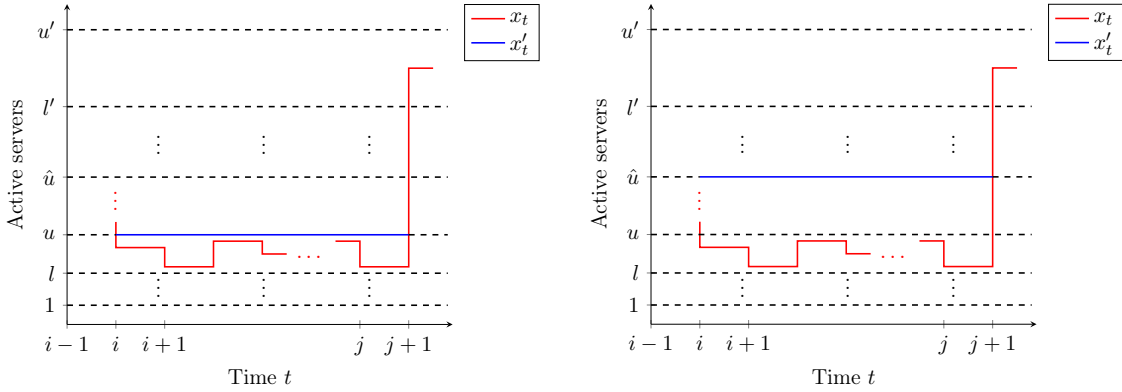 u′
l′
û
u
l
1
Active servers
i − 1
i
i + 1
j
j + 1
Time t
x_t
x′_t
u′
l′
û
u
l
1
Active servers
i − 1
i
i + 1
j
j + 1
Time t
x_t
x′_t